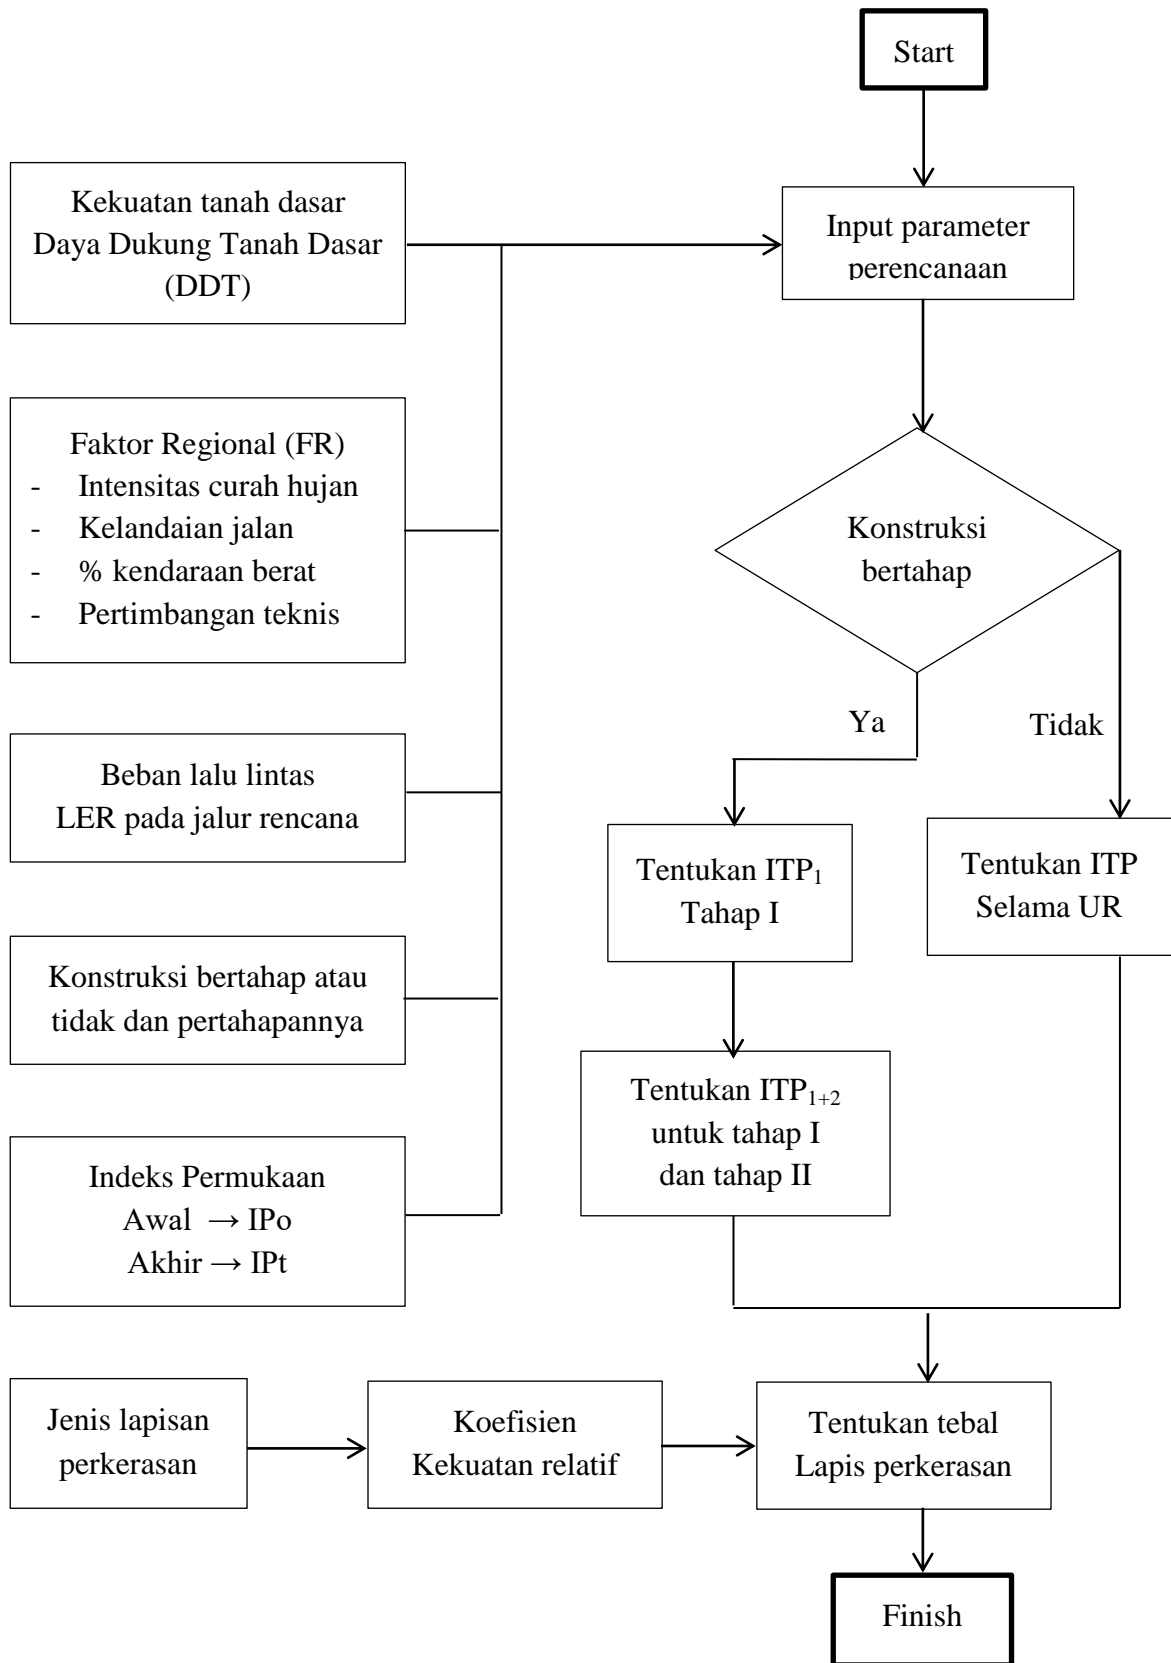 Start
Kekuatan tanah dasar
Daya Dukung Tanah Dasar
(DDT)
Input parameter
perencanaan
Faktor Regional (FR)
- Intensitas curah hujan
- Kelandaian jalan
- % kendaraan berat
- Pertimbangan teknis
Konstruksi
bertahap
Ya
Tidak
Beban lalu lintas
LER pada jalur rencana
Tentukan ITP₁
Tahap I
Tentukan ITP
Selama UR
Konstruksi bertahap atau
tidak dan pertahapannya
Tentukan ITP₁₊₂
untuk tahap I
dan tahap II
Indeks Permukaan
Awal → IPo
Akhir → IPt
Jenis lapisan
perkerasan
Koefisien
Kekuatan relatif
Tentukan tebal
Lapis perkerasan
Finish